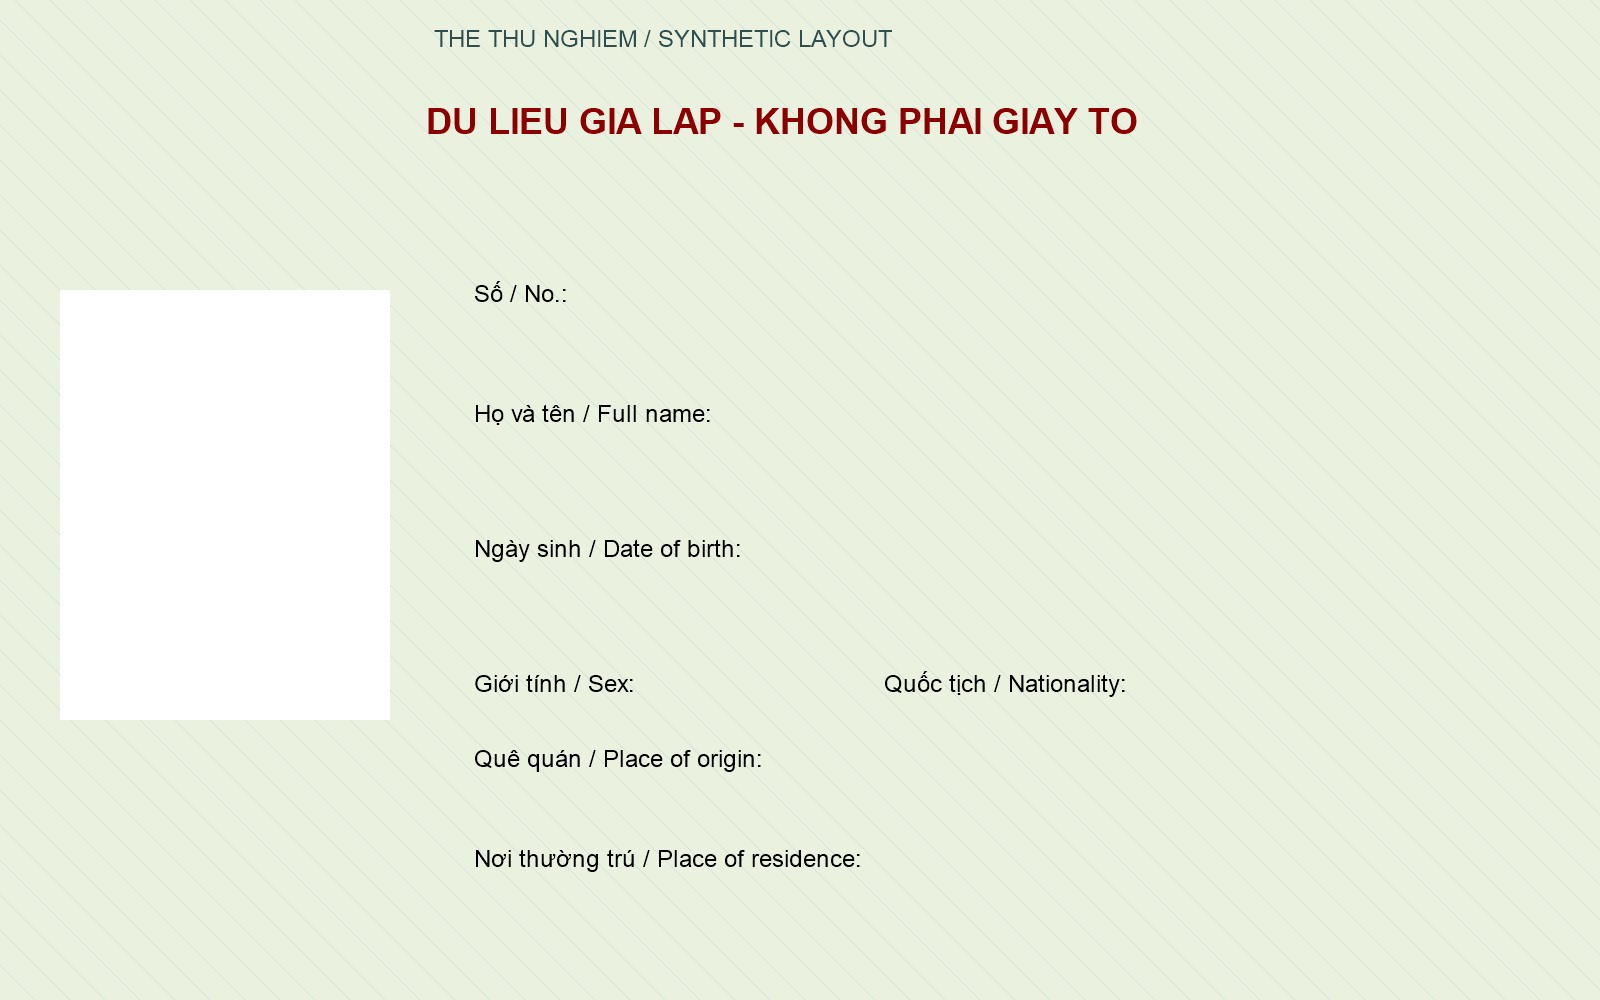 THE THU NGHIEM / SYNTHETIC LAYOUT
DU LIEU GIA LAP - KHONG PHAI GIAY TO
Số / No.:
Họ và tên / Full name:
Ngày sinh / Date of birth:
Giới tính / Sex: Quốc tịch / Nationality:
Quê quán / Place of origin:
Nơi thường trú / Place of residence: